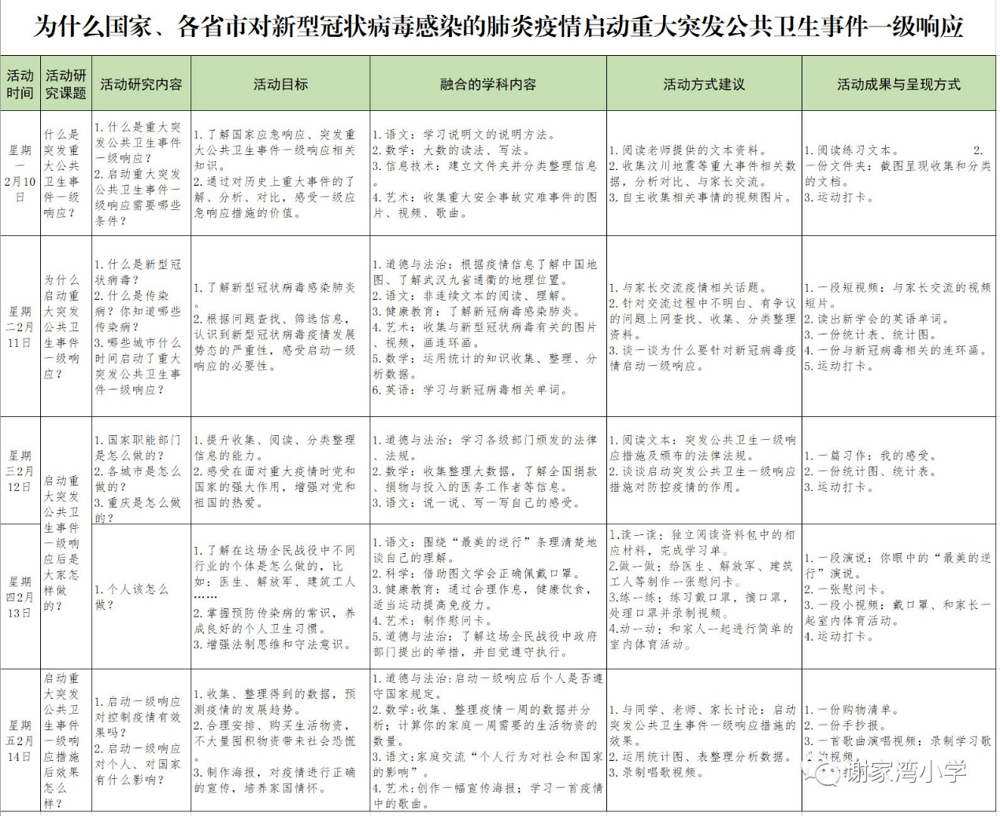 为什么国家、各省市对新型冠状病毒感染的肺炎疫情启动重大突发公共卫生事件一级响应
活动
时间
活动研
究课题
活动研究内容
活动目标
融合的学科内容
活动方式建议
活动成果与呈现方式
星期
一
2月10
日
什么是
突发重
大公共
卫生事
件一级
响应？
1.什么是重大突
发公共卫生事件
一级响应？
2.启动重大突发
公共卫生事件一
级响应需要哪些
条件？
1.了解国家应急响应、突发重
大公共卫生事件一级响应相关
知识。
2.通过对历史上重大事件的了
解、分析、对比，感受一级应
急响应措施的价值。
1.语文：学习说明文的说明方法。
2.数学：大数的读法、写法。
3.信息技术：建立文件夹并分类整理信息
。
4.艺术：收集重大安全事故灾难事件的图
片、视频、歌曲。
1.阅读老师提供的文本资料。
2.收集汶川地震等重大事件相关数
据，分析对比、与家长交流。
3.自主收集相关事情的视频图片。
1.阅读练习文本。 2.
一份文件夹：截图呈现收集和分类
的文档。
3.运动打卡。
星期
二2月
11日
为什么
启动重
大突发
公共卫
生事件
一级响
应？
1.什么是新型冠
状病毒？
2.什么是传染
病？你知道哪些
传染病？
3.哪些城市什么
时间启动了重大
突发公共卫生事
件一级响应？
1.了解新型冠状病毒感染肺炎
。
2.根据问题查找、筛选信息，
认识到新型冠状病毒疫情发展
势态的严重性，感受启动一级
响应的必要性。
1.道德与法治：根据疫情信息了解中国地
图、了解武汉九省通衢的地理位置。
2.语文：非连续文本的阅读、理解。
3.健康教育：了解新冠病毒感染肺炎。
4.艺术：收集与新型冠状病毒有关的图片
、视频，画连环画。
5.数学：运用统计的知识收集、整理、分
析数据。
6.英语：学习与新冠病毒相关单词。
1.与家长交流疫情相关话题。
2.针对交流过程中不明白、有争议
的问题上网查找、收集、分类整理
资料。
3.谈一谈为什么要针对新冠病毒疫
情启动一级响应。
1.一段短视频：与家长交流的视频
短片。
2.读出新学会的英语单词。
3.一份统计表、统计图。
4.一份与新冠病毒相关的连环画。
5.运动打卡。
星期
三2月
12日
启动重
大突发
公共卫
生事件
一级响
应后是
大家怎
样做
的？
1.国家职能部门
是怎么做的？
2.各城市是怎么
做的？
3.重庆是怎么做
的？
1.提升收集、阅读、分类整理
信息的能力。
2.感受在面对重大疫情时党和
国家的强大作用，增强对党和
祖国的热爱。
1.道德与法治：学习各级部门颁发的法律
、法规。
2.数学：收集整理大数据，了解全国捐款
、捐物与投入的医务工作者等信息。
3.语文：说一说、写一写自己的感受。
1.阅读文本：突发公共卫生一级响
应措施及颁布的法律法规。
2.谈谈启动突发公共卫生一级响应
措施对防控疫情的作用。
1.一篇习作：我的感受。
2.一份统计图、统计表。
3.运动打卡。
星期
四2月
13日
1.个人该怎么
做？
1.了解在这场全民战役中不同
行业的个体是怎么做的，比
如：医生、解放军、建筑工人
……
2.掌握预防传染病的常识，养
成良好的个人卫生习惯。
3.增强法制思维和守法意识。
1.语文：围绕“最美的逆行”条理清楚地
谈自己的理解。
2.科学：借助图文学会正确佩戴口罩。
3.健康教育：通过合理作息，健康饮食，
适当运动提高免疫力。
4.艺术：制作慰问卡。
5.道德与法治：了解这场全民战役中政府
部门提出的举措，并自觉遵守执行。
1.读一读：独立阅读资料包中的相
应材料，完成学习单。
2.做一做：给医生、解放军、建筑
工人等制作一张慰问卡。
3.练一练：练习戴口罩，摘口罩，
处理口罩并录制视频。
4.动一动：和家人一起进行简单的
室内体育活动。
1.一段演说：你眼中的“最美的逆
行”演说。
2.一张慰问卡。
3.一段小视频：戴口罩、和家长一
起室内体育活动。
4.运动打卡。
星期
五2月
14日
启动重
大突发
公共卫
生事件
一级响
应措施
后效果
怎么
样？
1.启动一级响应
对控制疫情有效
果吗？
2.启动一级响应
对个人、对国家
有什么影响？
1.收集、整理得到的数据，预
测疫情的发展趋势。
2.合理安排、购买生活物资，
不大量囤积物资带来社会恐慌
。
3.制作海报，对疫情进行正确
的宣传，培养家国情怀。
1.道德与法治:启动一级响应后个人是否遵
守国家规定。
2.数学:收集、整理疫情一周的数据并分
析；计算你的家庭一周需要的生活物资的
数量。
3.语文:家庭交流“个人行为对社会和国家
的影响”。
4.艺术:创作一幅宣传海报；学习一首疫情
中的歌曲。
1.与同学、老师、家长讨论：启动
突发公共卫生事件一级响应措施的
效果。
2.运用统计图、表整理分析数据。
3.录制唱歌视频。
1.一份购物清单。
2.一份手抄报。
3.一首歌曲演唱视频：录制学习歌
的视频。
谢家湾小学